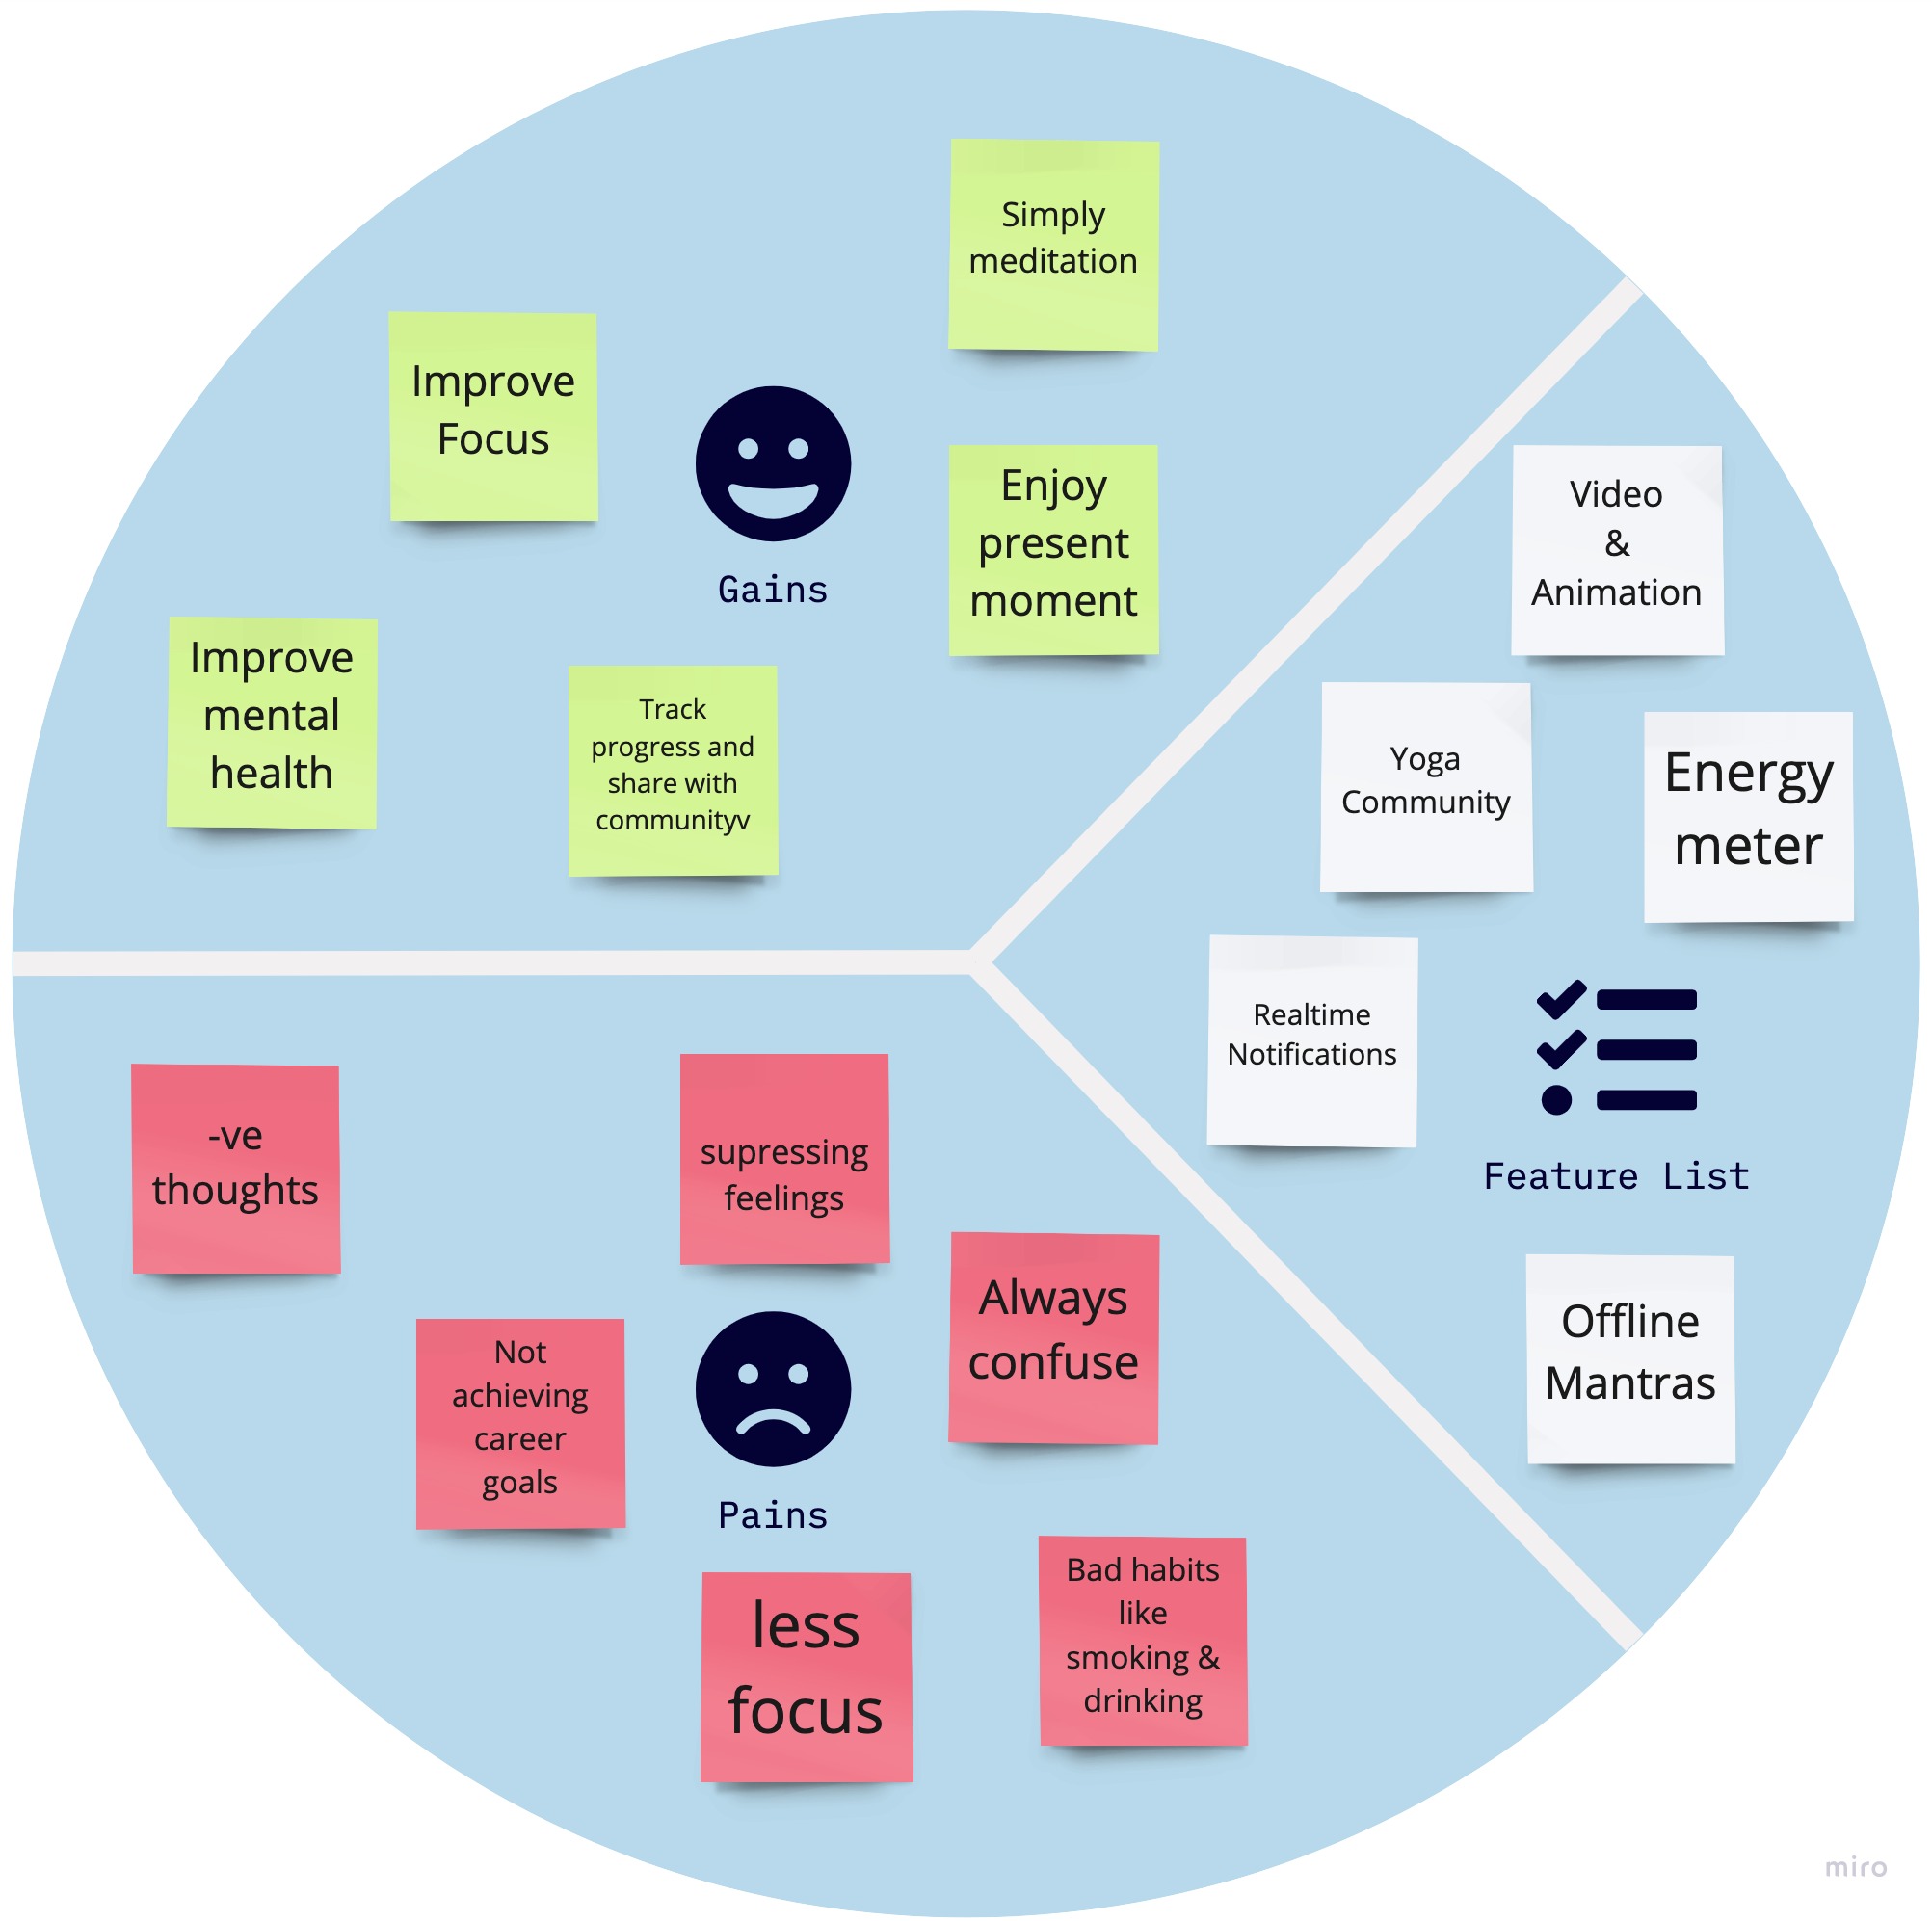 Simply
meditation
Improve
Focus
Enjoy
present
moment
Gains
Improve
mental
health
Track
progress and
share with
communityv
Video
&
Animation
Yoga
Community
Energy
meter
Realtime
Notifications
Feature List
Offline
Mantras
-ve
thoughts
supressing
feelings
Always
confuse
Not
achieving
career
goals
Pains
less
focus
Bad habits
like
smoking &
drinking
miro